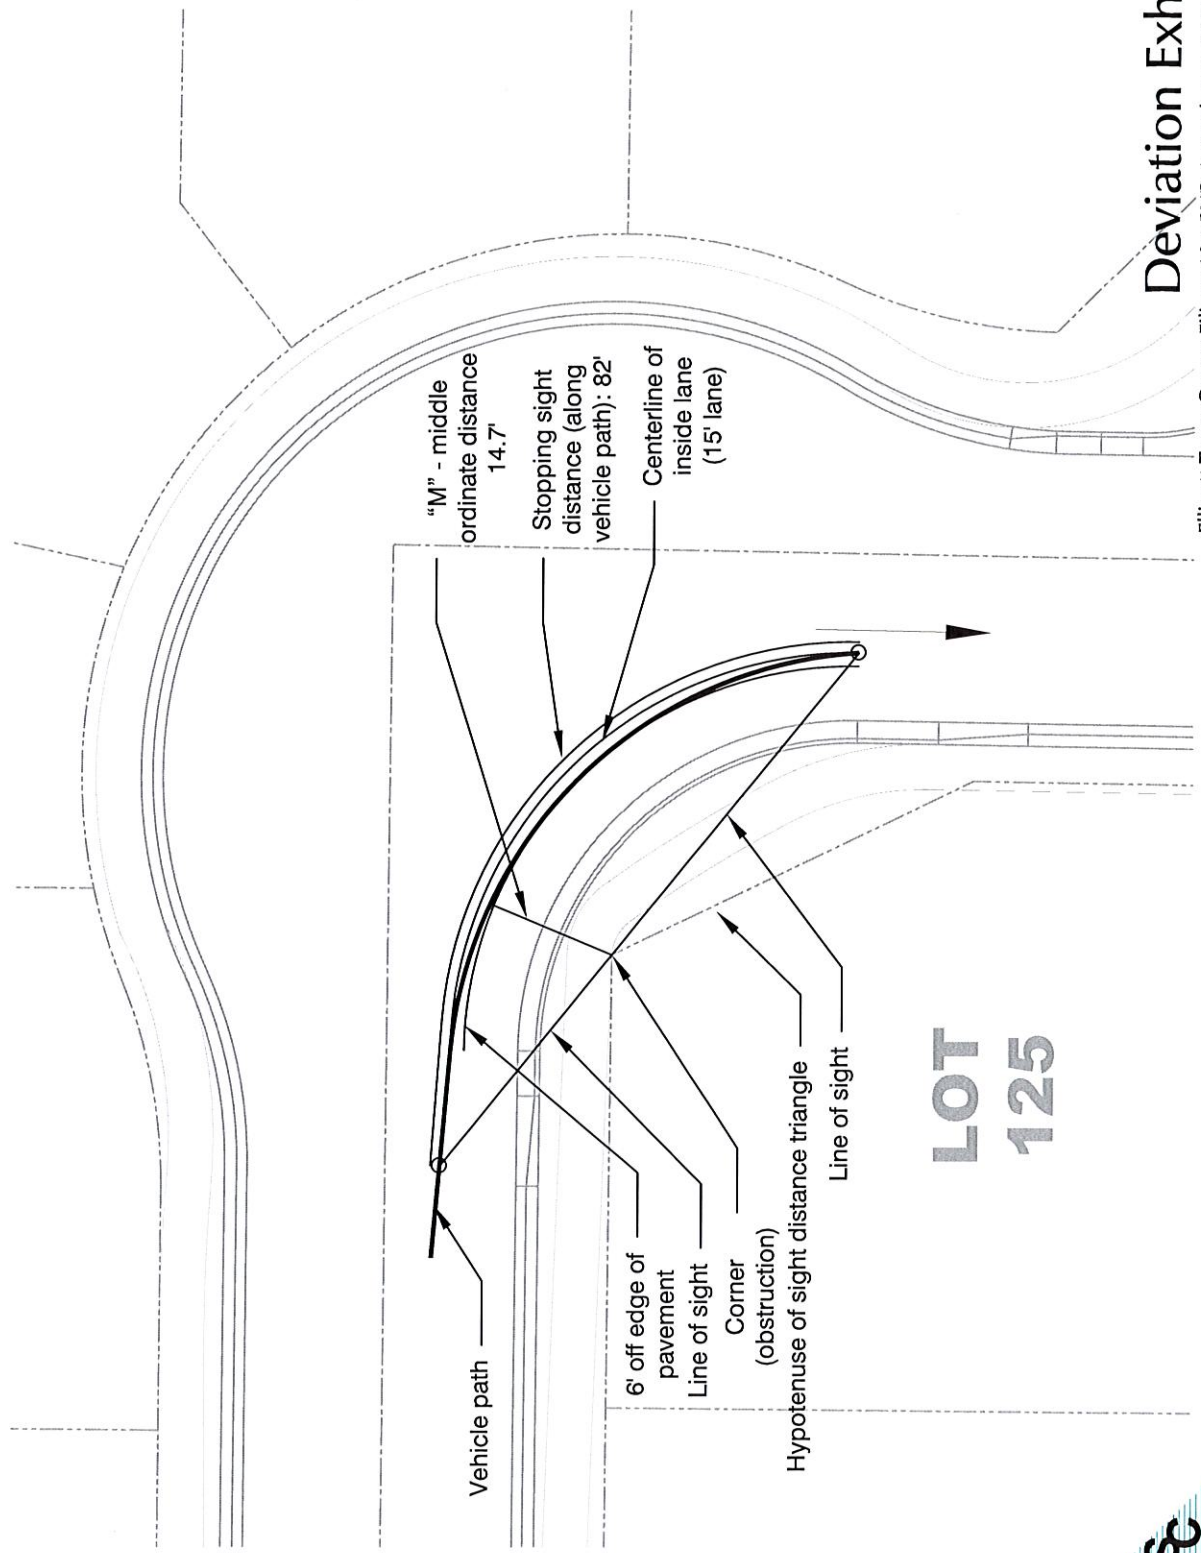 "M" - middle
ordinate distance
14.7'
Stopping sight
distance (along
vehicle path): 82'
Centerline of
inside lane
(15' lane)
Vehicle path
6' off edge of
pavement
Line of sight
Corner
(obstruction)
Hypotenuse of sight distance triangle
Line of sight
LOT
125
Deviation Exh